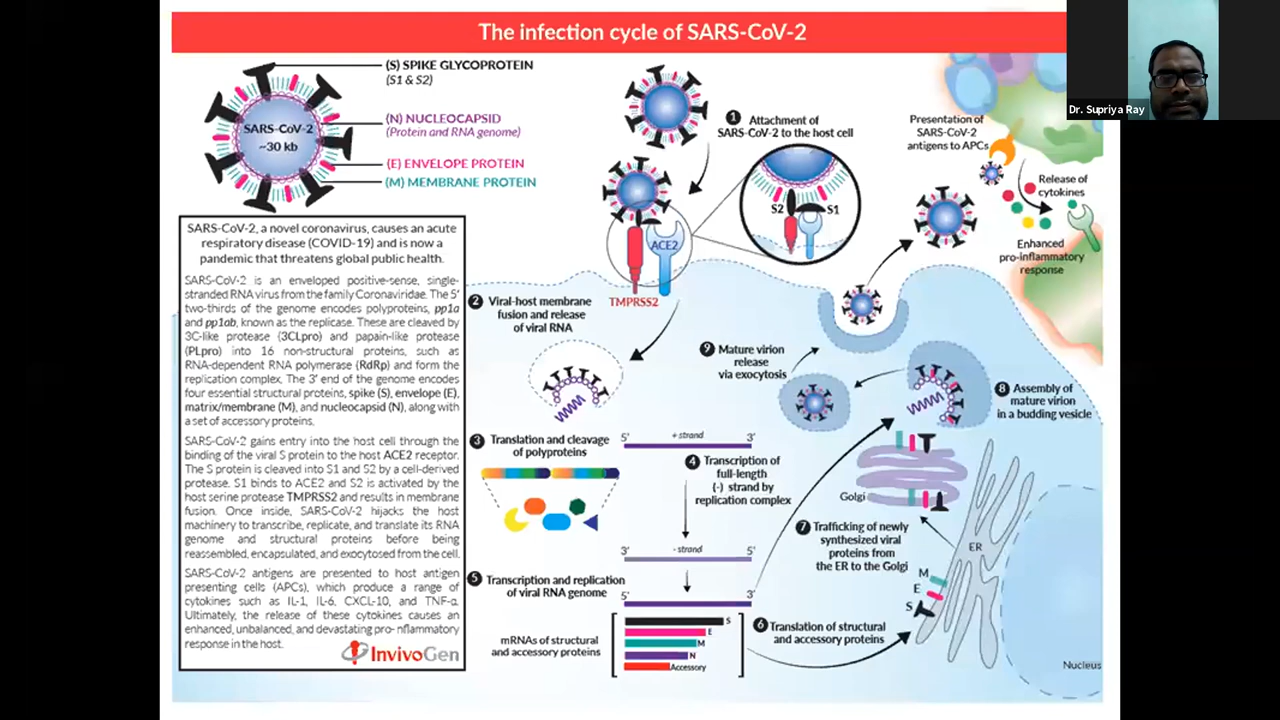 The infection cycle of SARS-CoV-2
Dr. Supriya Ray
(S) SPIKE GLYCOPROTEIN
(S1 & S2)
(N) NUCLEOCAPSID
(Protein and RNA genome)
(E) ENVELOPE PROTEIN
(M) MEMBRANE PROTEIN
SARS-CoV-2
~30 kb
SARS-CoV-2, a novel coronavirus, causes an acute
respiratory disease (COVID-19) and is now a
pandemic that threatens global public health.
SARS-CoV-2 is an enveloped positive-sense, single-
stranded RNA virus from the family Coronaviridae. The 5'
two-thirds of the genome encodes polyproteins, pp1a
and pp1ab, known as the replicase. These are cleaved by
3C-like protease (3CLpro) and papain-like protease
(PLpro) into 16 non-structural proteins, such as
RNA-dependent RNA polymerase (RdRp) and form the
replication complex. The 3' end of the genome encodes
four essential structural proteins, spike (S), envelope (E),
matrix/membrane (M), and nucleocapsid (N), along with
a set of accessory proteins.
SARS-CoV-2 gains entry into the host cell through the
binding of the viral S protein to the host ACE2 receptor.
The S protein is cleaved into S1 and S2 by a cell-derived
protease. S1 binds to ACE2 and S2 is activated by the
host serine protease TMPRSS2 and results in membrane
fusion. Once inside, SARS-CoV-2 hijacks the host
machinery to transcribe, replicate, and translate its RNA
genome and structural proteins before being
reassembled, encapsulated, and exocytosed from the cell.
SARS-CoV-2 antigens are presented to host antigen
presenting cells (APCs), which produce a range of
cytokines such as IL-1, IL-6, CXCL-10, and TNF-α.
Ultimately, the release of these cytokines causes an
enhanced, unbalanced, and devastating pro-nflammatory
response in the host.
InvivoGen
1 Attachment of
SARS-CoV-2 to the host cell
S2 S1
ACE2
TMPRSS2
2 Viral-host membrane
fusion and release
of viral RNA
3 Translation and cleavage
of polyproteins
5' + strand 3'
4 Transcription of
full-length
(-) strand by
replication complex
3' - strand 5'
5 Transcription and replication
of viral RNA genome
5' 3'
mRNAs of structural
and accessory proteins
S
E
M
N
Accessory
6 Translation of structural
and accessory proteins
7 Trafficking of newly
synthesized viral
proteins from
the ER to the Golgi
Golgi
ER
M
E
S
Nucleus
8 Assembly of
mature virion
in a budding vesicle
9 Mature virion
release
via exocytosis
Presentation of
SARS-CoV-2
antigens to APCs
Release of
cytokines
Enhanced
pro-inflammatory
response